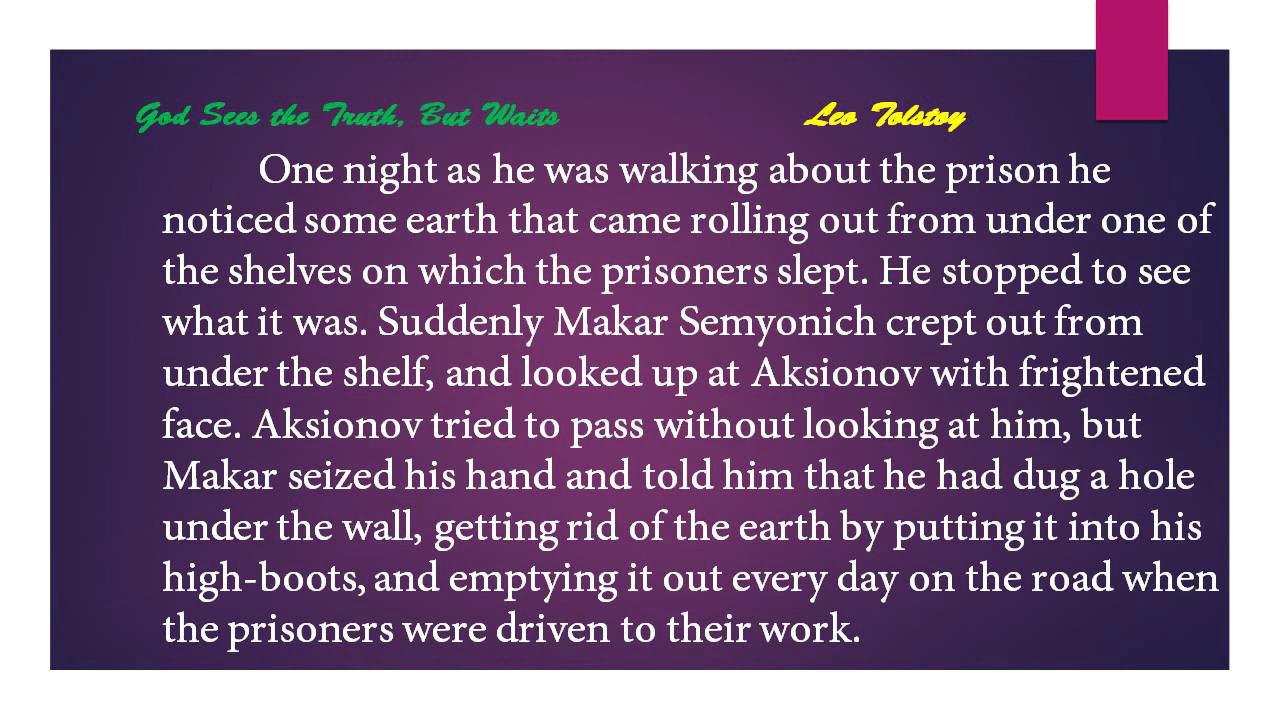 God Sees the Truth, But Waits Leo Tolstoy
One night as he was walking about the prison he
noticed some earth that came rolling out from under one of
the shelves on which the prisoners slept. He stopped to see
what it was. Suddenly Makar Semyonich crept out from
under the shelf, and looked up at Aksionov with frightened
face. Aksionov tried to pass without looking at him, but
Makar seized his hand and told him that he had dug a hole
under the wall, getting rid of the earth by putting it into his
high-boots, and emptying it out every day on the road when
the prisoners were driven to their work.